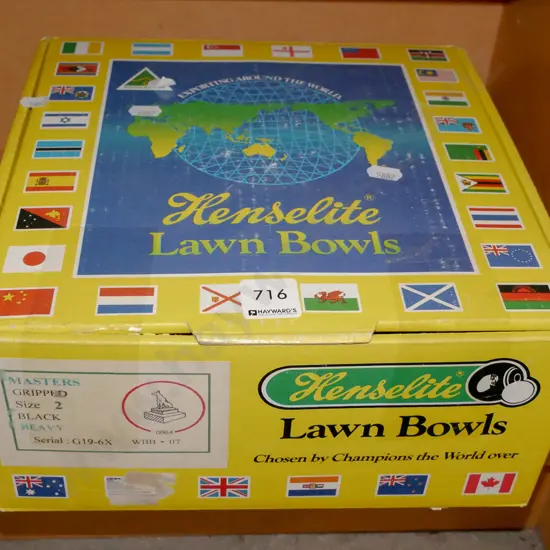 EXPORTING AROUND THE WORLD
Henselite®
Lawn Bowls
716
HAYWARD'S
MASTERS
GRIPPED
Size 2
BLACK
HEAVY
Serial : G19-6X
WBB - 07
Henselite®
Lawn Bowls
Chosen by Champions the World over